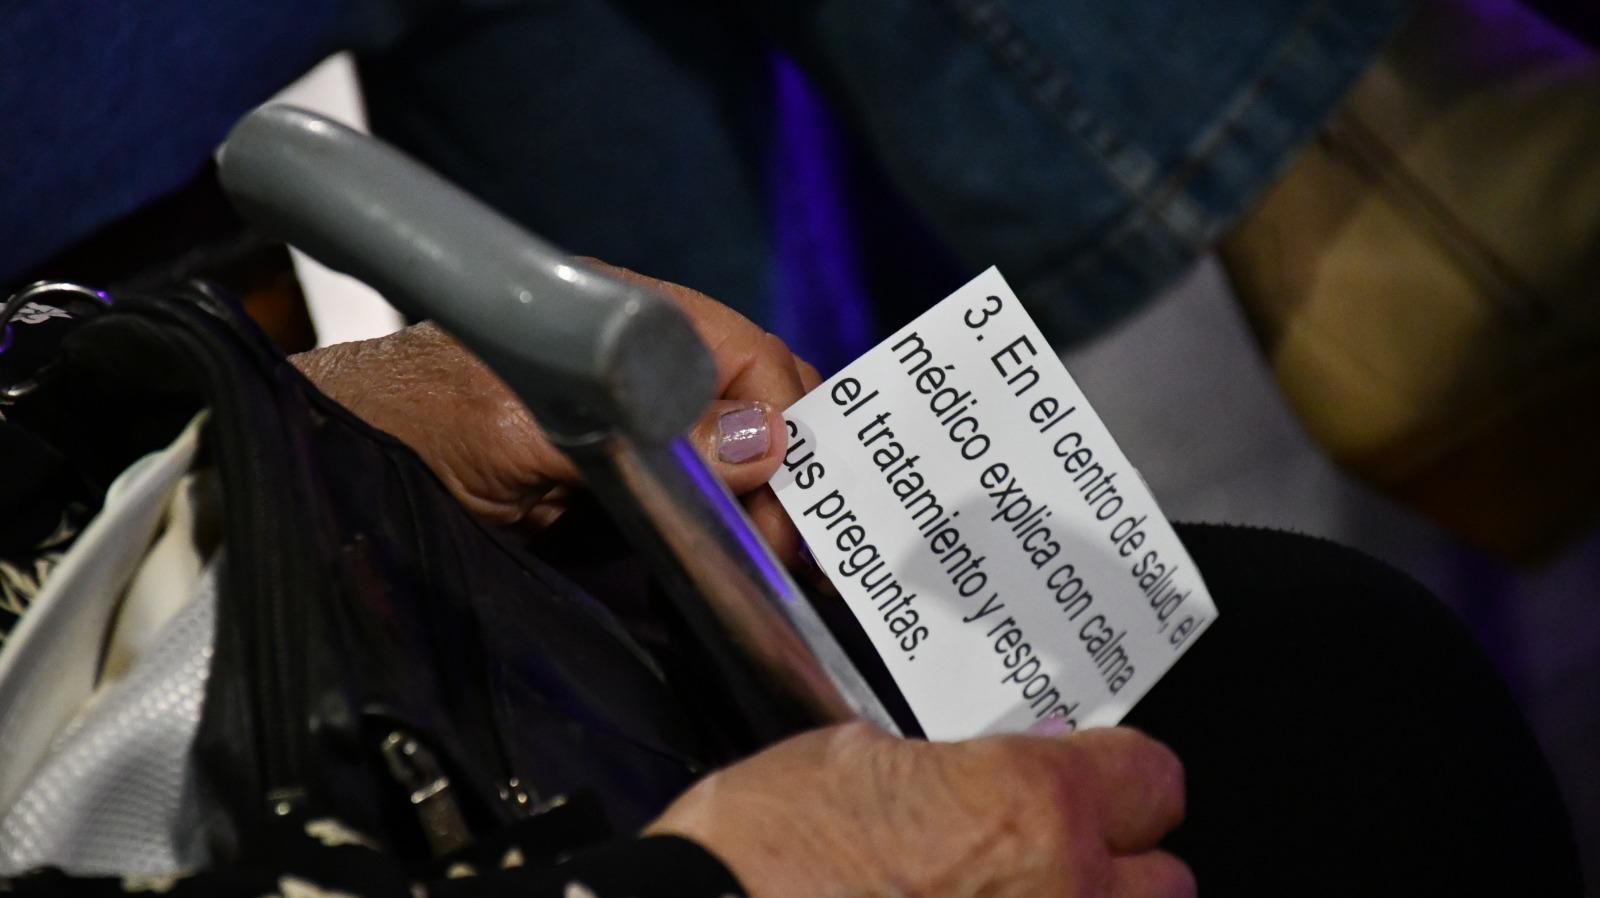 3. En el centro de salud, el
médico explica con calma
el tratamiento y responde
sus preguntas.